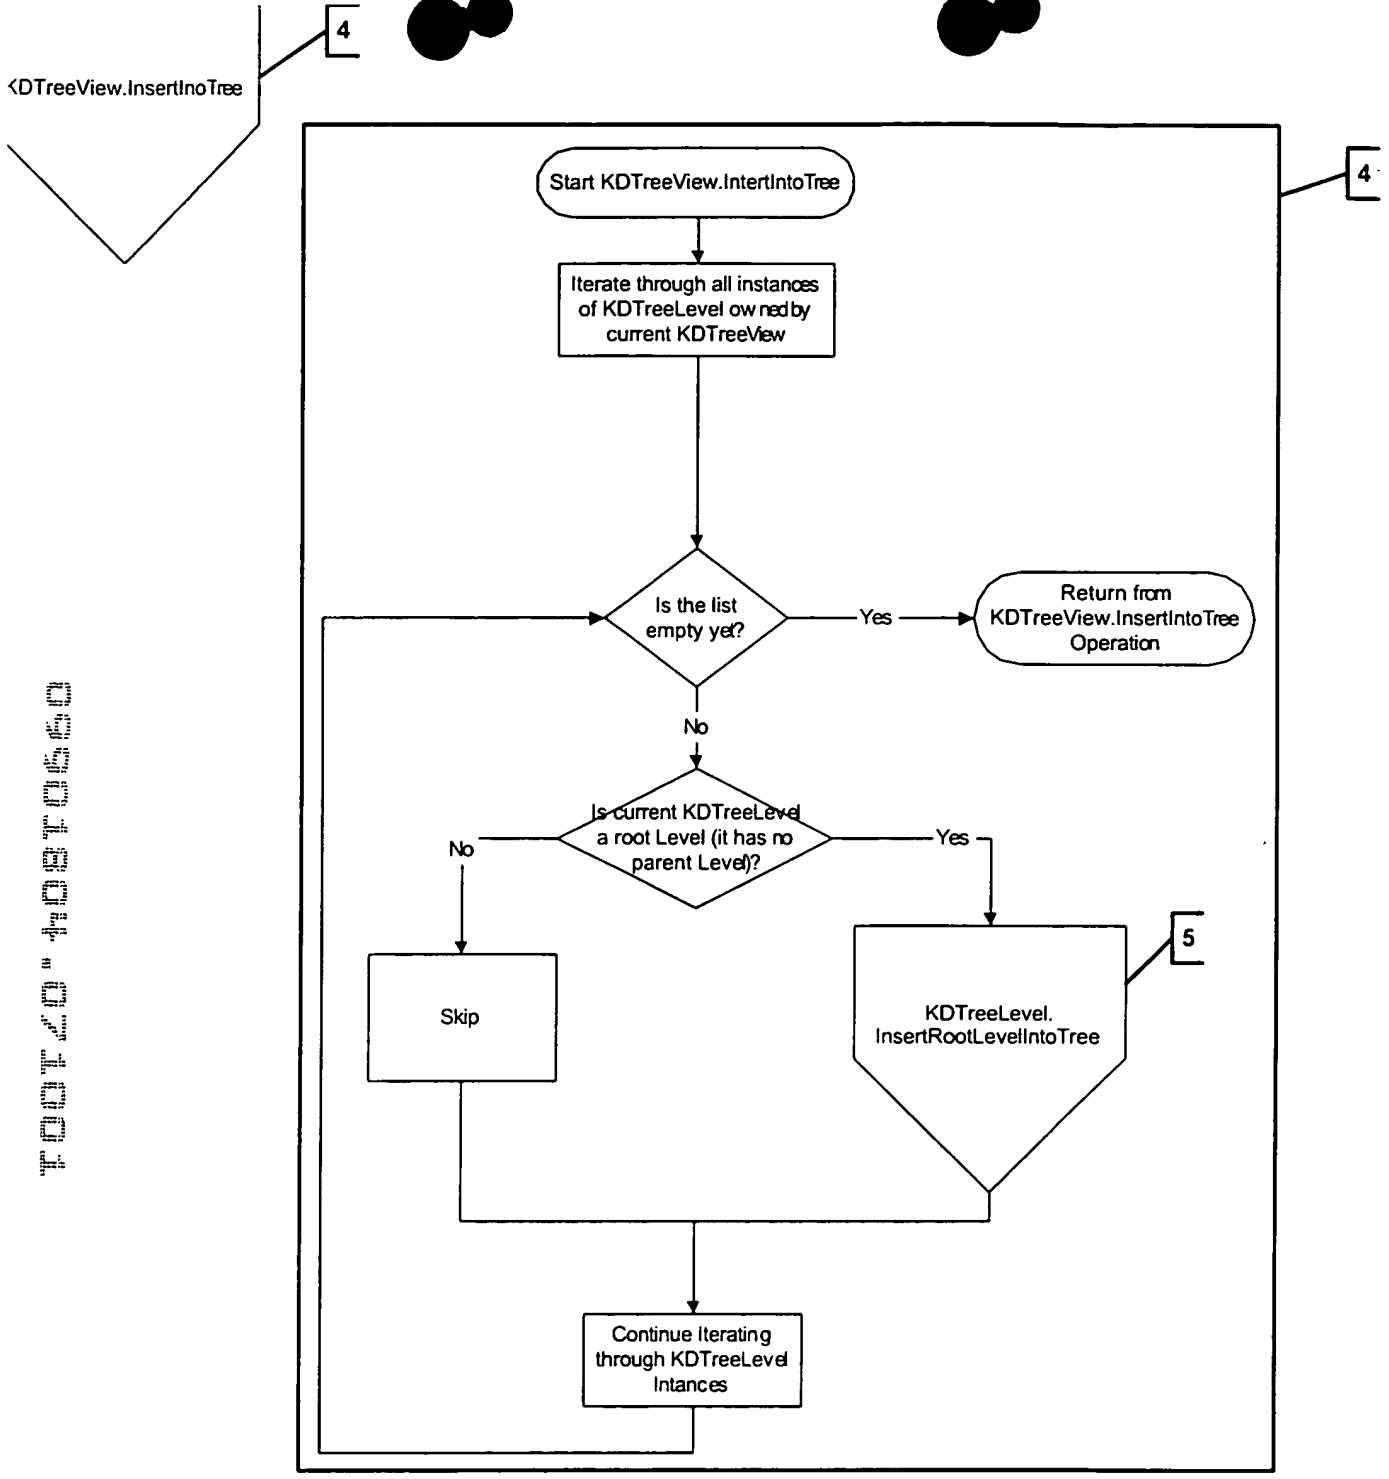 4
KDTreeView.InsertInoTree
4
Start KDTreeView.IntertIntoTree
Iterate through all instances
of KDTreeLevel owned by
current KDTreeView
Is the list
empty yet?
Yes
Return from
KDTreeView.InsertIntoTree
Operation
No
Is current KDTreeLevel
a root Level (it has no
parent Level)?
No
Yes
5
Skip
KDTreeLevel.
InsertRootLevelIntoTree
Continue Iterating
through KDTreeLevel
Intances